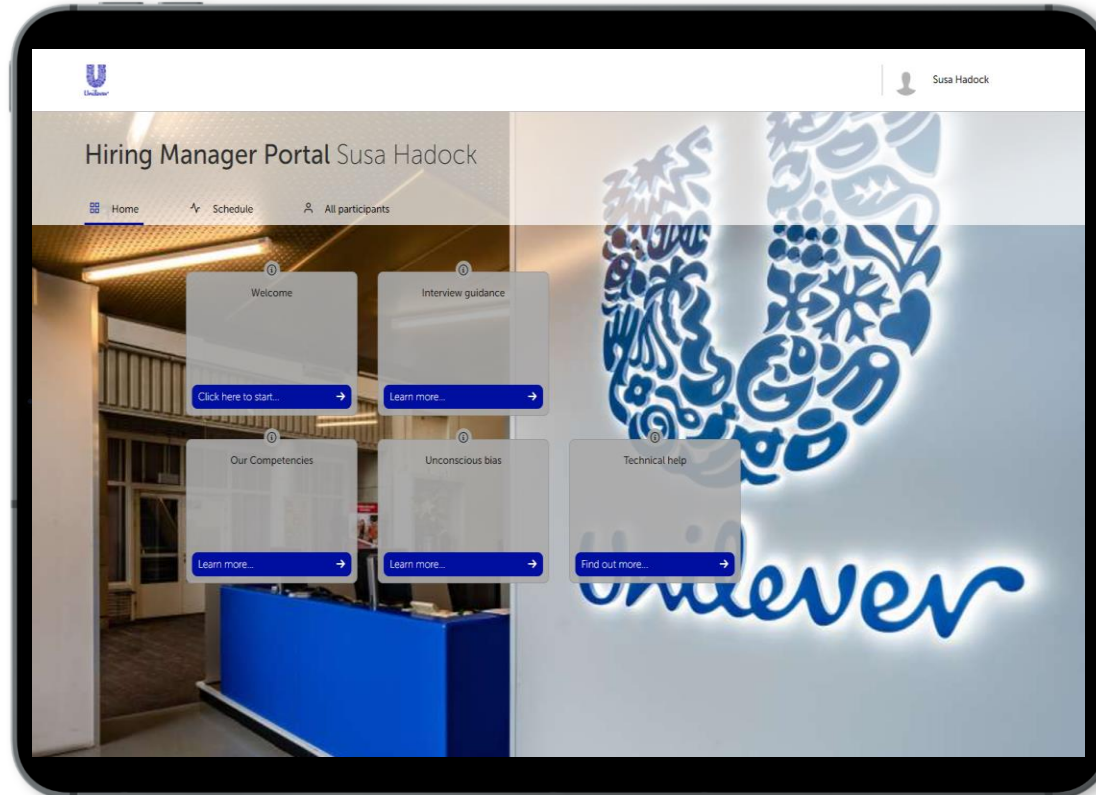 Unilever
Susa Hadock
Hiring Manager Portal Susa Hadock
Home
Schedule
All participants
Welcome
Interview guidance
Click here to start...
Learn more...
Our Competencies
Unconscious bias
Technical help
Learn more...
Learn more...
Find out more...
Unilever